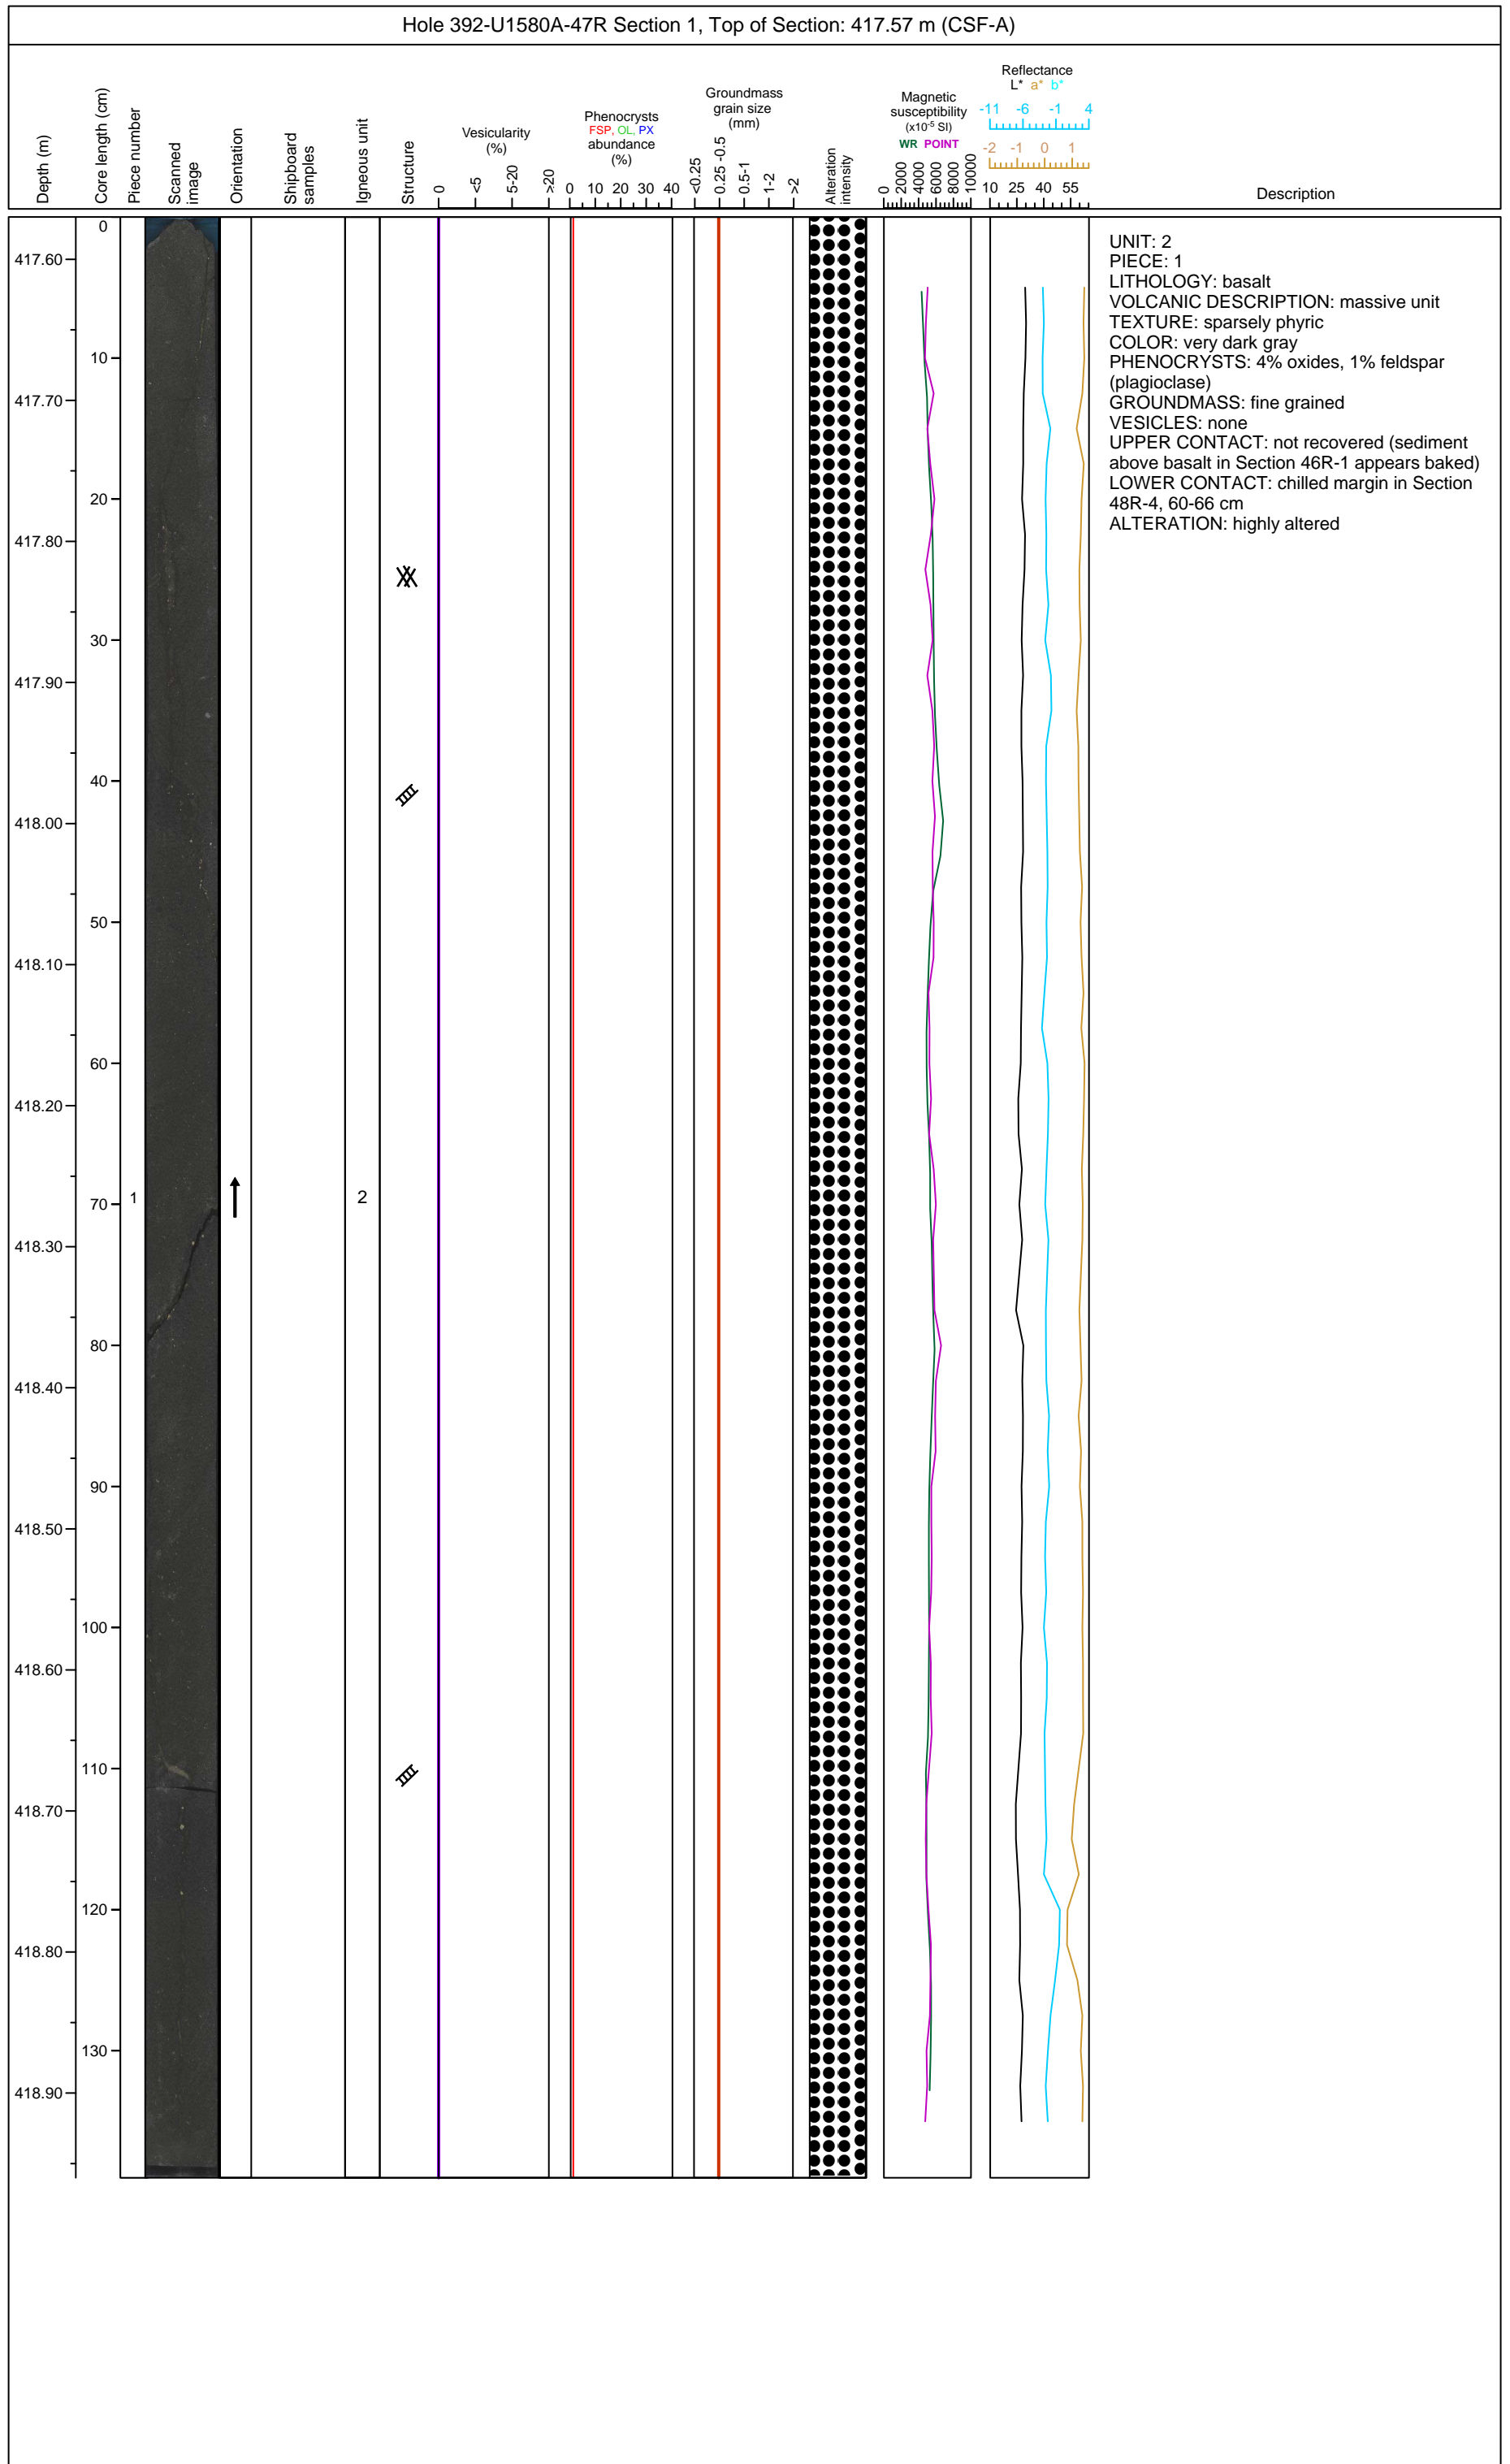 Hole 392-U1580A-47R Section 1, Top of Section: 417.57 m (CSF-A)
Depth (m)
Core length (cm)
Piece number
Scanned
image
Orientation
Shipboard
samples
Igneous unit
Structure
Vesicularity
(%)
0
<5
5-20
>20
Phenocrysts
FSP, OL, PX
abundance
(%)
0 10 20 30 40
Groundmass
grain size
(mm)
<0.25
0.25 -0.5
0.5-1
1-2
>2
Alteration
intensity
Magnetic
susceptibility
(x10-5 SI)
WR POINT
0
2000
4000
6000
8000
10000
Reflectance
L* a* b*
-11 -6 -1 4
-2 -1 0 1
10 25 40 55
Description
0
417.60
10
417.70
20
417.80
30
417.90
40
418.00
50
418.10
60
418.20
70
1
2
418.30
80
418.40
90
418.50
100
418.60
110
418.70
120
418.80
130
418.90
UNIT: 2
PIECE: 1
LITHOLOGY: basalt
VOLCANIC DESCRIPTION: massive unit
TEXTURE: sparsely phyric
COLOR: very dark gray
PHENOCRYSTS: 4% oxides, 1% feldspar
(plagioclase)
GROUNDMASS: fine grained
VESICLES: none
UPPER CONTACT: not recovered (sediment
above basalt in Section 46R-1 appears baked)
LOWER CONTACT: chilled margin in Section
48R-4, 60-66 cm
ALTERATION: highly altered